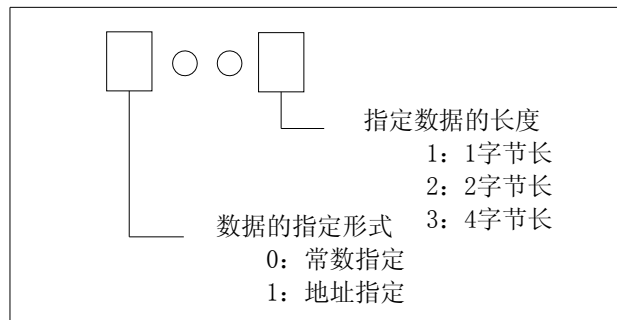 指定数据的长度
1：1字节长
2：2字节长
3：4字节长
数据的指定形式
0：常数指定
1：地址指定